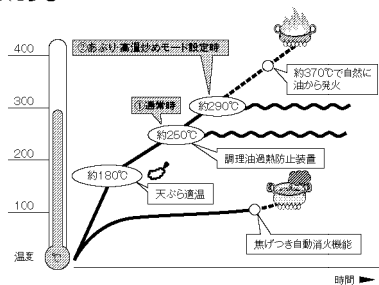 400
300
200
100
温度
℃
②あぶり・高温炒めモード設定時
①通常時
約290℃
約250℃
約180℃
約370℃で自然に
油から発火
調理油過熱防止装置
天ぷら適温
焦げつき自動消火機能
時間